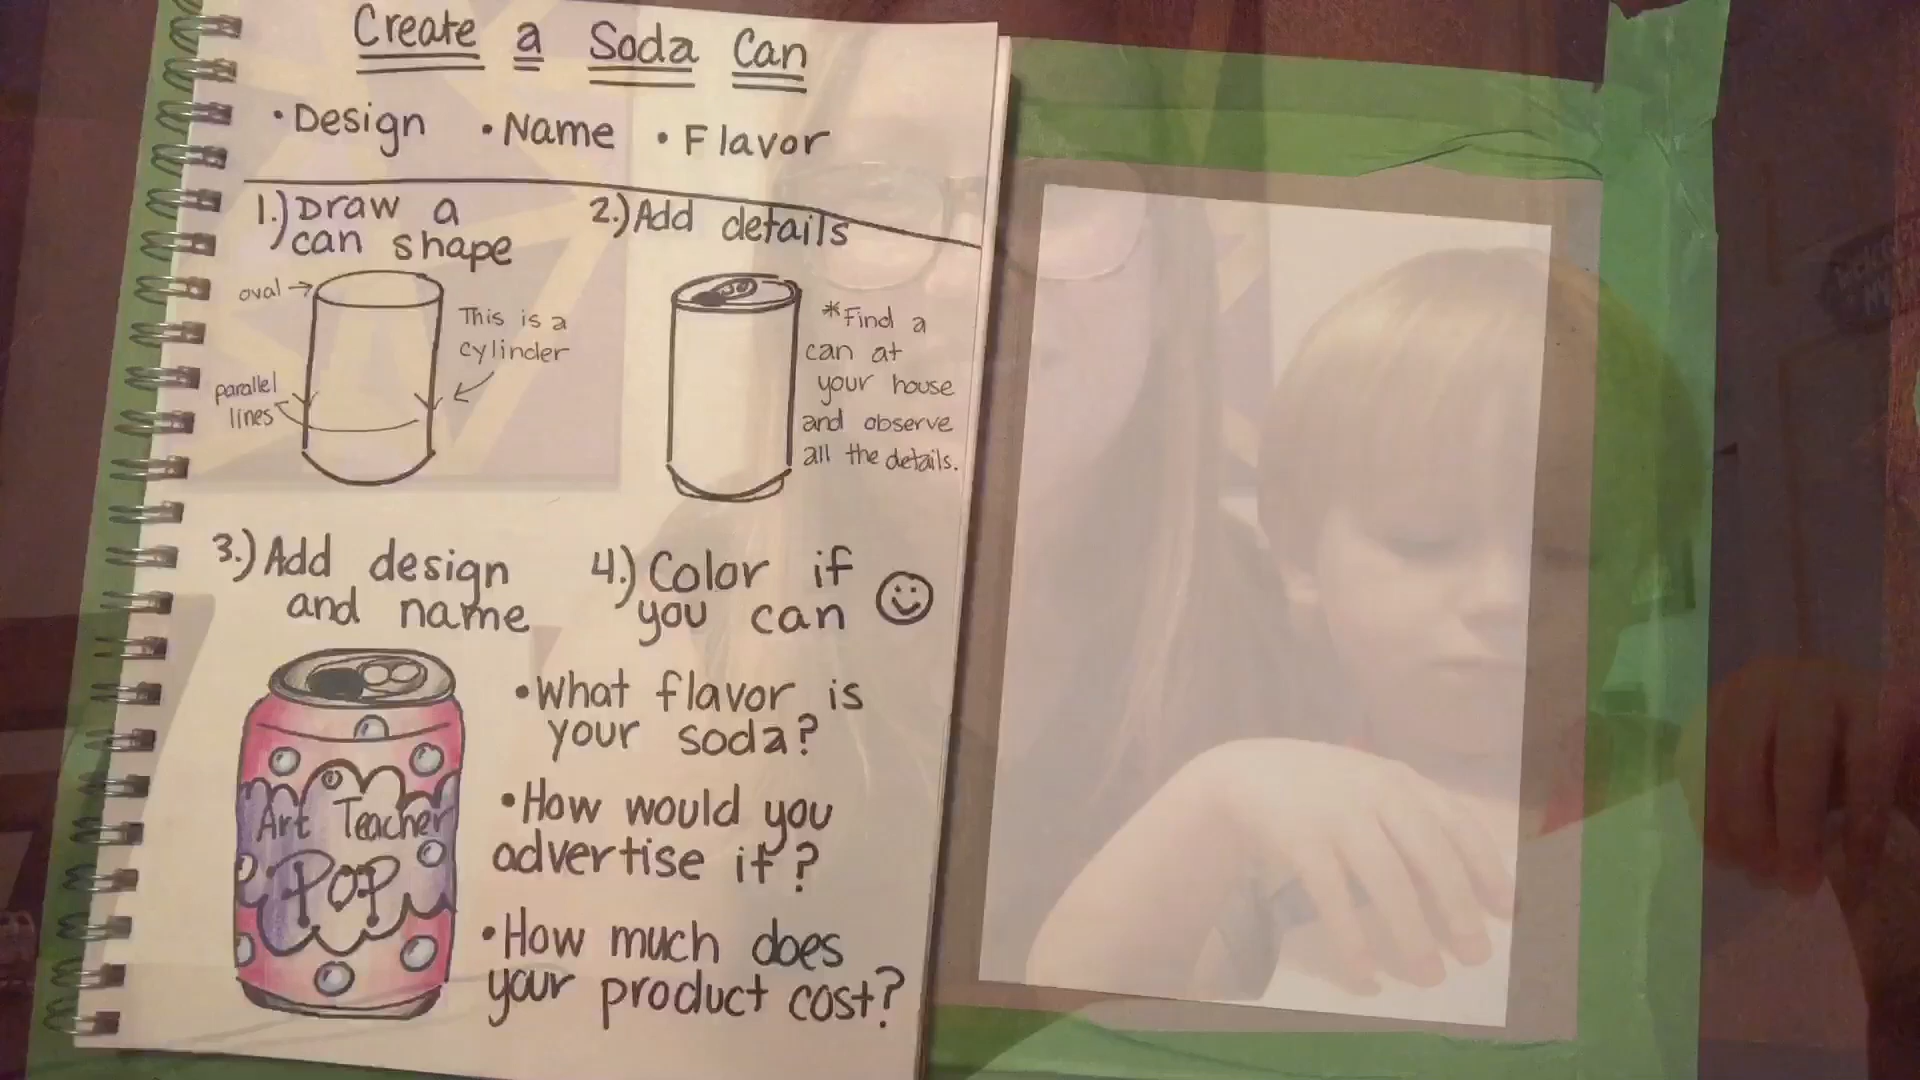 Create a Soda Can
• Design • Name • Flavor
1.) Draw a
can shape
oval
This is a
cylinder
parallel
lines
2.) Add details
*Find a
can at
your house
and observe
all the details.
3.) Add design
and name
Art Teacher
POP
4.) Color if
you can
• What flavor is
your soda?
• How would you
advertise it?
• How much does
your product cost?